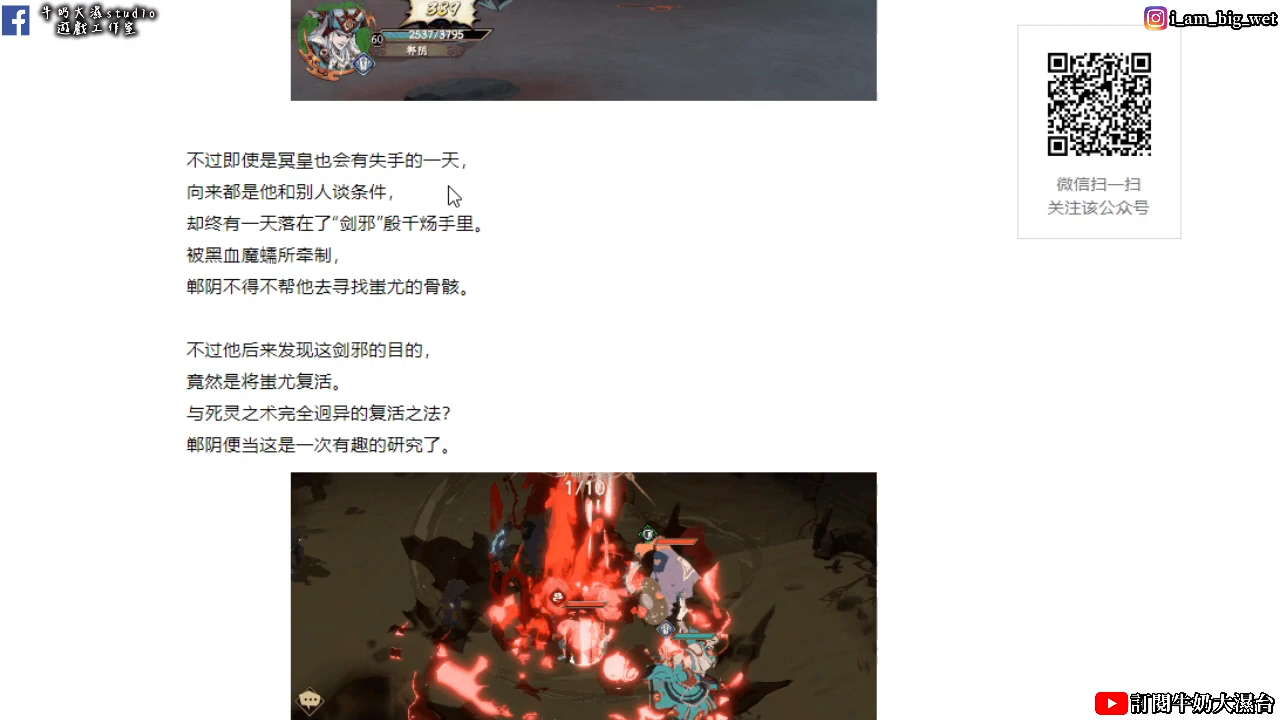 牛奶大濕studio
遊戲工作室
i_am_big_wet
389
60
2537/3795
郸阴
微信扫一扫
关注该公众号
不过即使是冥皇也会有失手的一天，
向来都是他和别人谈条件，
却终有一天落在了“剑邪”殷千炀手里。
被黑血魔蠕所牵制，
郸阴不得不帮他去寻找蚩尤的骨骸。
不过他后来发现这剑邪的目的，
竟然是将蚩尤复活。
与死灵之术完全迥异的复活之法？
郸阴便当这是一次有趣的研究了。
1/10
訂閱牛奶大濕台